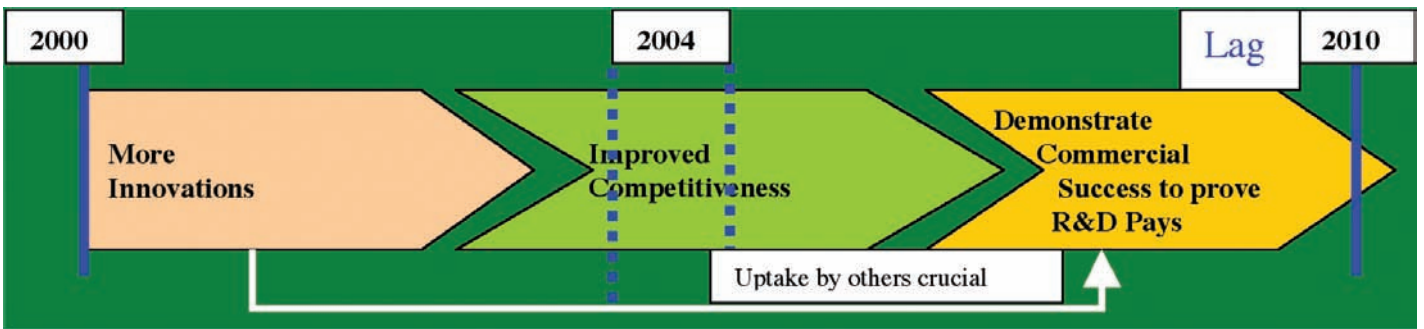 2000
2004
Lag
2010
More
Innovations
Improved
Competitiveness
Demonstrate
Commercial
Success to prove
R&D Pays
Uptake by others crucial